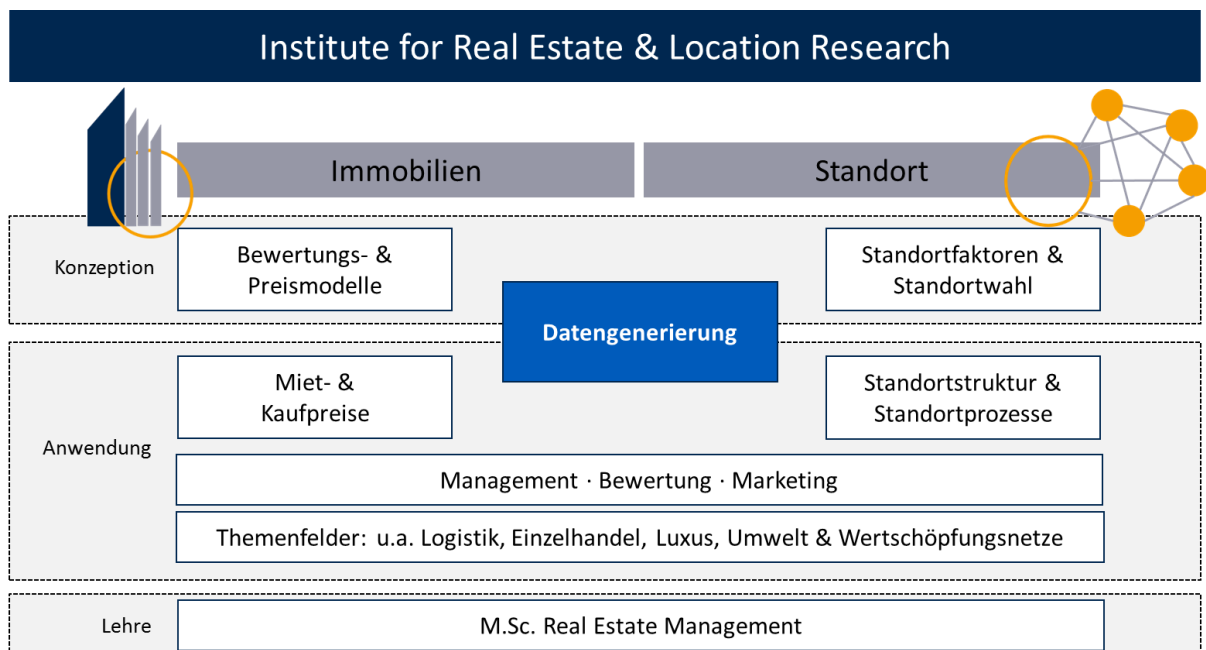 Institute for Real Estate & Location Research
Immobilien
Standort
Konzeption
Bewertungs- &
Preismodelle
Standortfaktoren &
Standortwahl
Datengenerierung
Anwendung
Miet- &
Kaufpreise
Standortstruktur &
Standortprozesse
Management · Bewertung · Marketing
Themenfelder: u.a. Logistik, Einzelhandel, Luxus, Umwelt & Wertschöpfungsnetze
Lehre
M.Sc. Real Estate Management